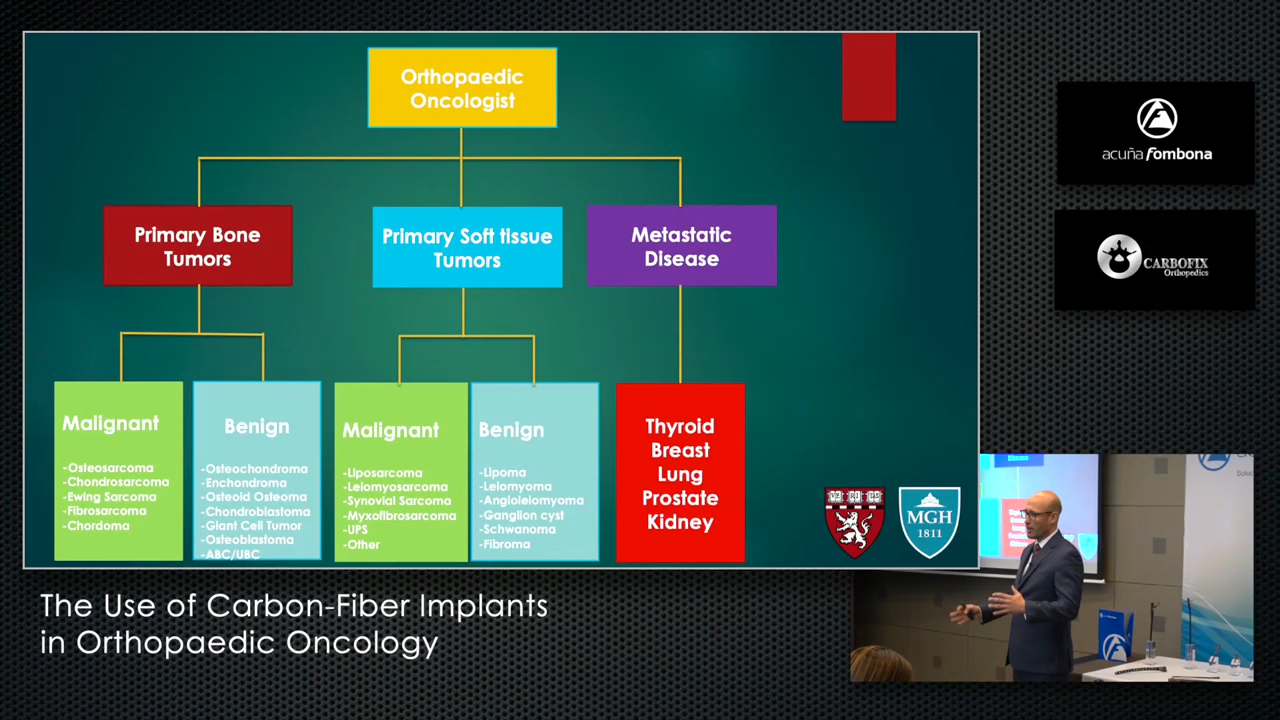 Orthopaedic
Oncologist
Primary Bone
Tumors
Primary Soft tissue
Tumors
Metastatic
Disease
Malignant
-Osteosarcoma
-Chondrosarcoma
-Ewing Sarcoma
-Fibrosarcoma
-Chordoma
Benign
-Osteochondroma
-Enchondroma
-Osteoid Osteoma
-Chondroblastoma
-Giant Cell Tumor
-Osteoblastoma
-ABC/UBC
Malignant
-Liposarcoma
-Leiomyosarcoma
-Synovial Sarcoma
-Myxofibrosarcoma
-UPS
-Other
Benign
-Lipoma
-Leiomyoma
-Angioleiomyoma
-Ganglion cyst
-Schwanoma
-Fibroma
Thyroid
Breast
Lung
Prostate
Kidney
MGH
1811
acuña fombona
CARBOFIX
Orthopedics
The Use of Carbon-Fiber Implants
in Orthopaedic Oncology